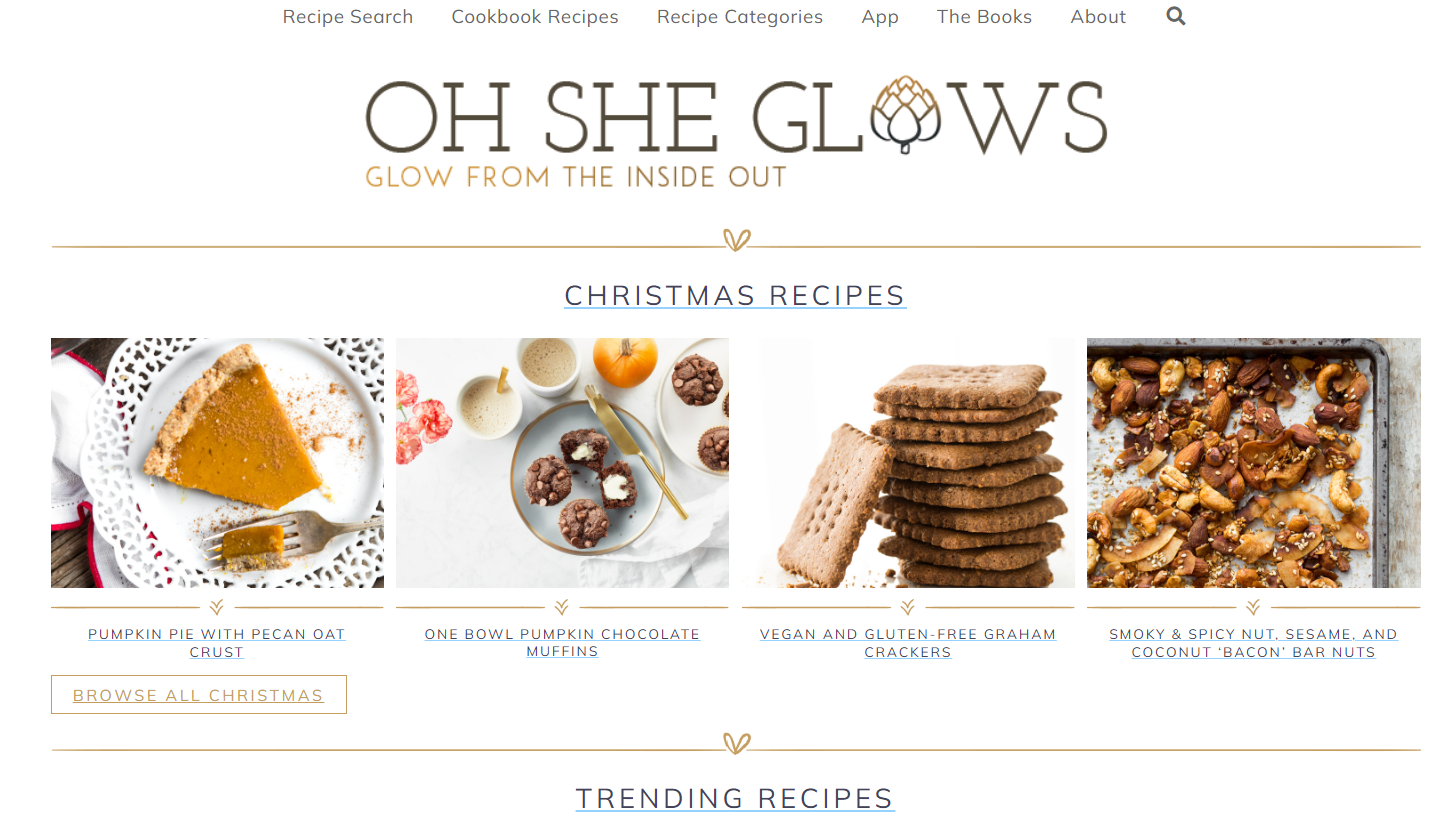 Recipe Search Cookbook Recipes Recipe Categories App The Books About
OH SHE GLOWS
GLOW FROM THE INSIDE OUT
CHRISTMAS RECIPES
PUMPKIN PIE WITH PECAN OAT
CRUST
ONE BOWL PUMPKIN CHOCOLATE
MUFFINS
VEGAN AND GLUTEN-FREE GRAHAM
CRACKERS
SMOKY & SPICY NUT, SESAME, AND
COCONUT ‘BACON’ BAR NUTS
BROWSE ALL CHRISTMAS
TRENDING RECIPES